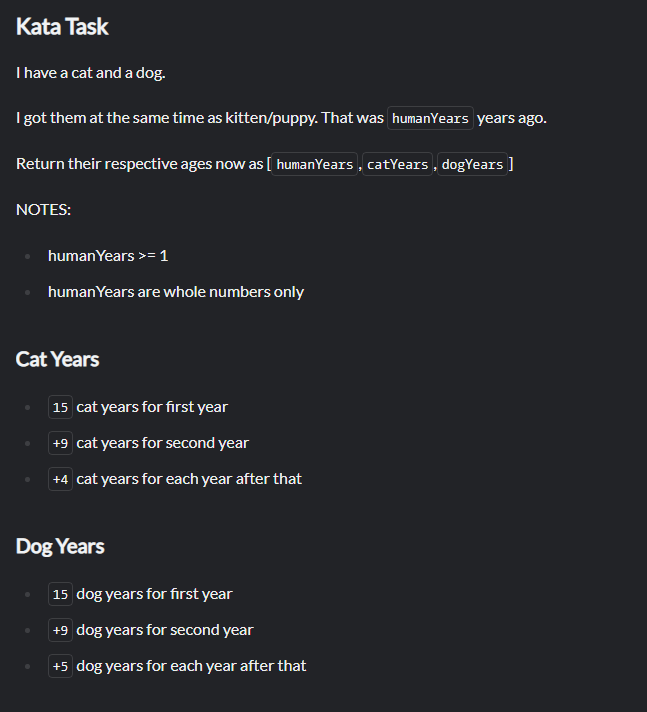 Kata Task
I have a cat and a dog.
I got them at the same time as kitten/puppy. That was humanYears years ago.
Return their respective ages now as [humanYears,catYears,dogYears]
NOTES:
humanYears >= 1
humanYears are whole numbers only
Cat Years
15 cat years for first year
+9 cat years for second year
+4 cat years for each year after that
Dog Years
15 dog years for first year
+9 dog years for second year
+5 dog years for each year after that